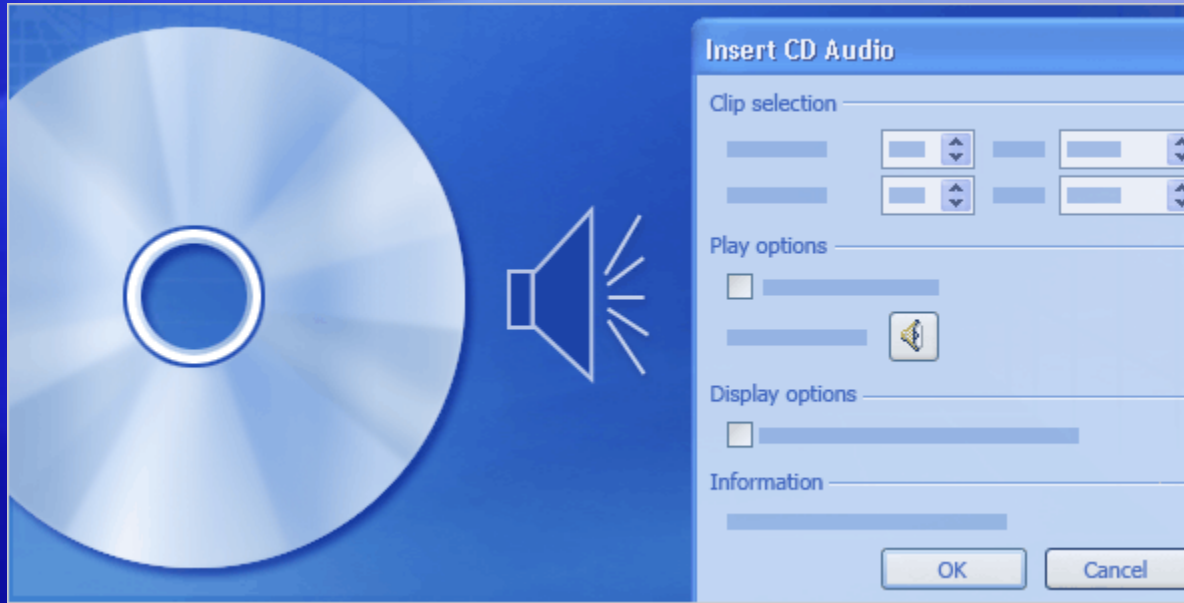 Insert CD Audio
Clip selection
Play options
Display options
Information
OK Cancel